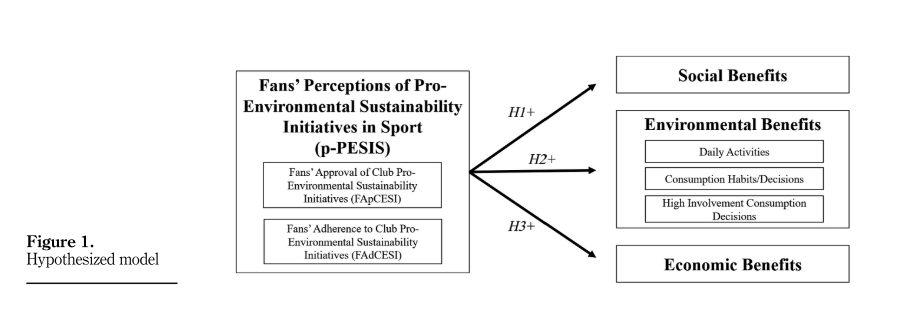 Fans' Perceptions of Pro-
Environmental Sustainability
Initiatives in Sport
(p-PESIS)
Fans' Approval of Club Pro-
Environmental Sustainability
Initiatives (FApCESI)
Fans' Adherence to Club Pro-
Environmental Sustainability
Initiatives (FAdCESI)
H1+
H2+
H3+
Social Benefits
Environmental Benefits
Daily Activities
Consumption Habits/Decisions
High Involvement Consumption
Decisions
Economic Benefits
Figure 1.
Hypothesized model